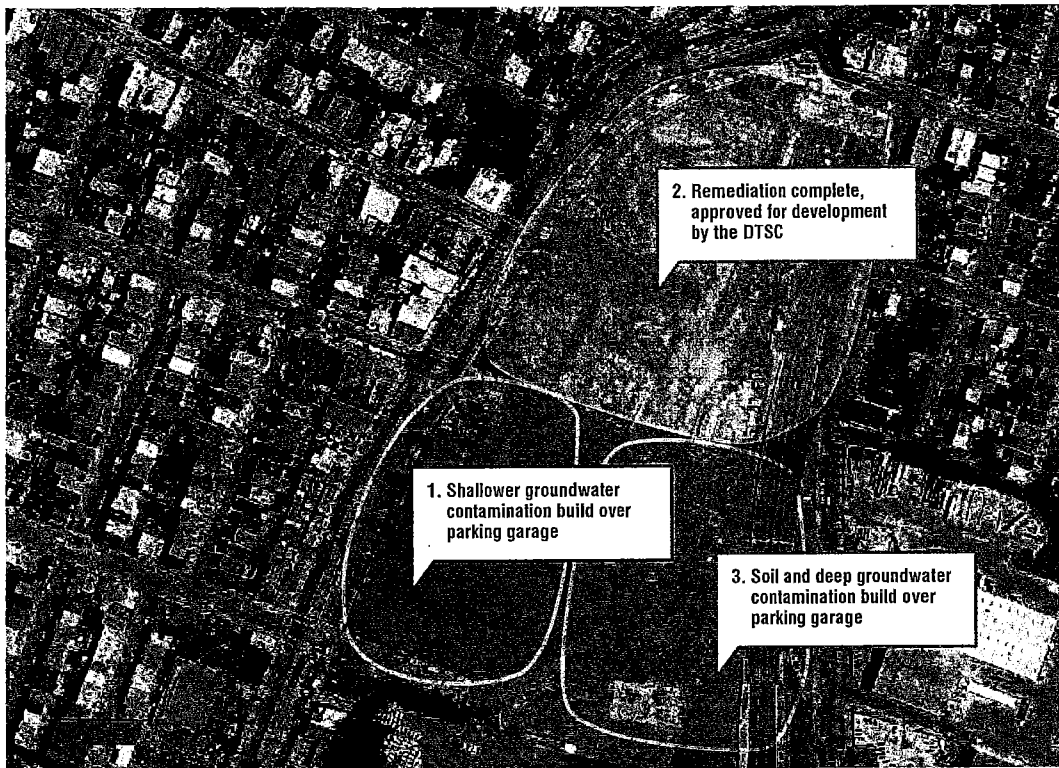 2. Remediation complete,
approved for development
by the DTSC
1. Shallower groundwater
contamination build over
parking garage
3. Soil and deep groundwater
contamination build over
parking garage